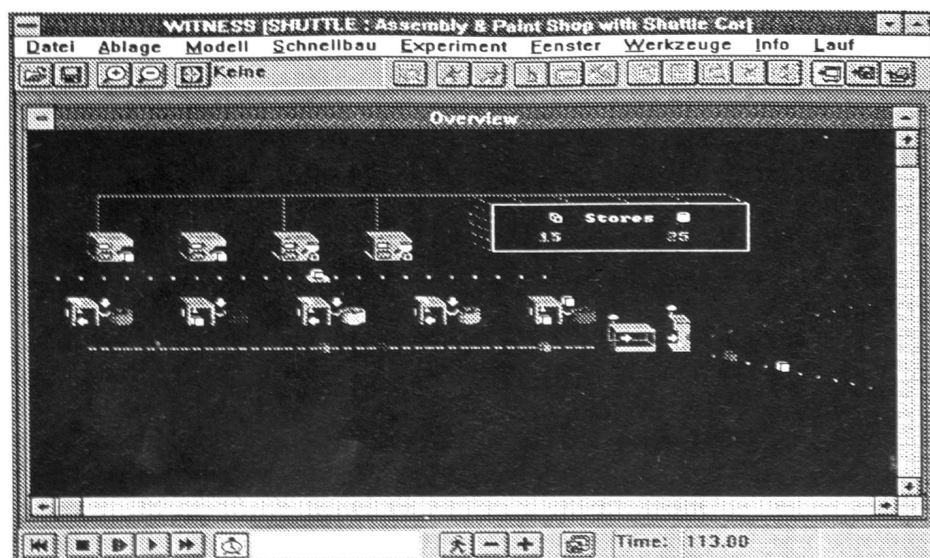 WITNESS [SHUTTLE : Assembly & Paint Shop with Shuttle Car]
Datei Ablage Modell Schnellbau Experiment Fenster Werkzeuge Info Lauf
Keine
Overview
Stores
15 25
Time: 113.00